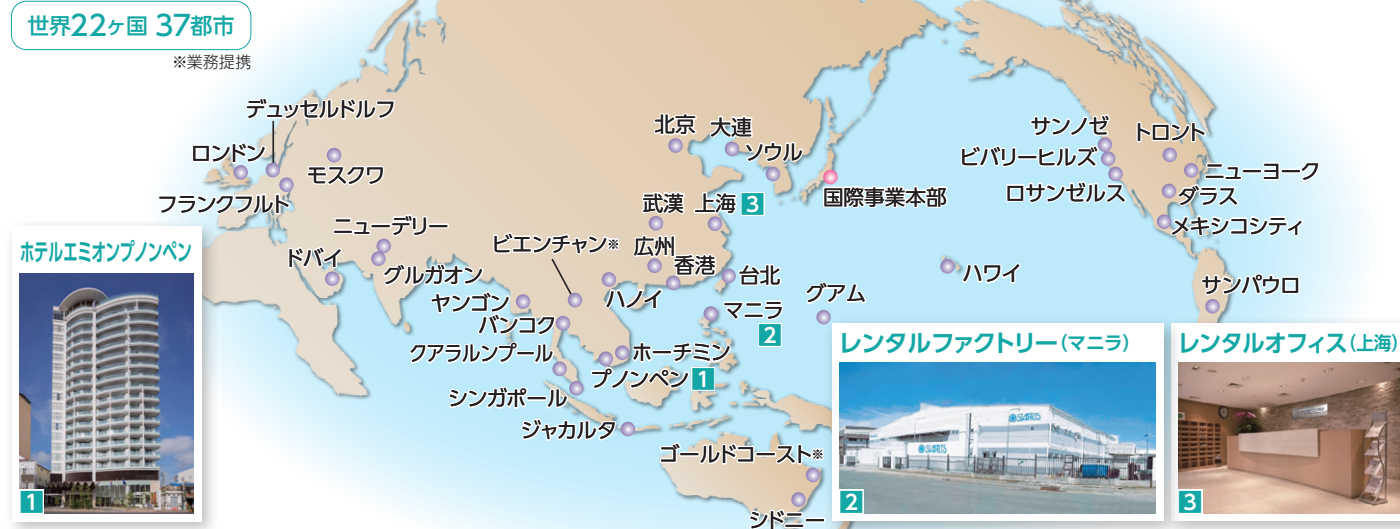 世界22ヶ国 37都市
※業務提携
デュッセルドルフ
ロンドン
モスクワ
フランクフルト
北京
大連
ソウル
国際事業本部
サンノゼ
トロント
ビバリーヒルズ
ニューヨーク
ロサンゼルス
ダラス
メキシコシティ
武漢
上海 3
ニューデリー
ビエンチャン※
広州
香港
ドバイ
グルガオン
台北
ハワイ
サンパウロ
ヤンゴン
ハノイ
マニラ
2
グアム
バンコク
クアラルンプール
ホーチミン
プノンペン 1
シンガポール
ジャカルタ
ゴールドコースト※
シドニー
ホテルエミオンプノンペン
1
レンタルファクトリー(マニラ)
STARTS
STARTS
2
レンタルオフィス(上海)
3